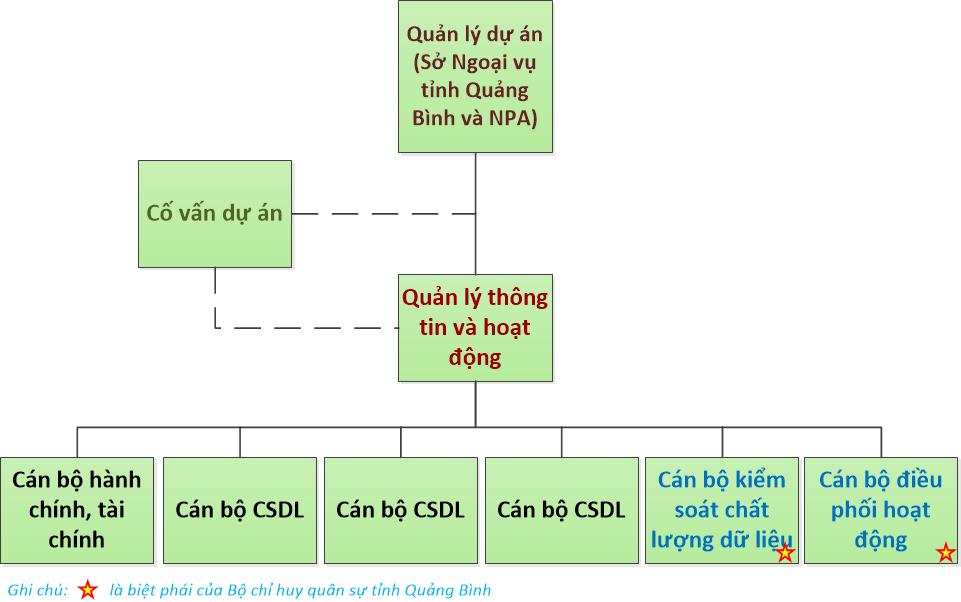 Quản lý dự án
(Sở Ngoại vụ
tỉnh Quảng
Bình và NPA)
Cố vấn dự án
Quản lý thông
tin và hoạt
động
Cán bộ hành
chính, tài
chính
Cán bộ CSDL
Cán bộ CSDL
Cán bộ CSDL
Cán bộ kiểm
soát chất
lượng dữ liệu
Cán bộ điều
phối hoạt
động
Ghi chú: là biệt phái của Bộ chỉ huy quân sự tỉnh Quảng Bình